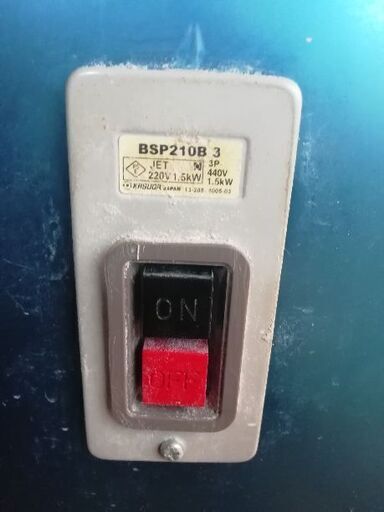 BSP210B 3
JET 3P
220V 1.5kW 440V 1.5kW
KASUGA JAPAN
ON
OFF